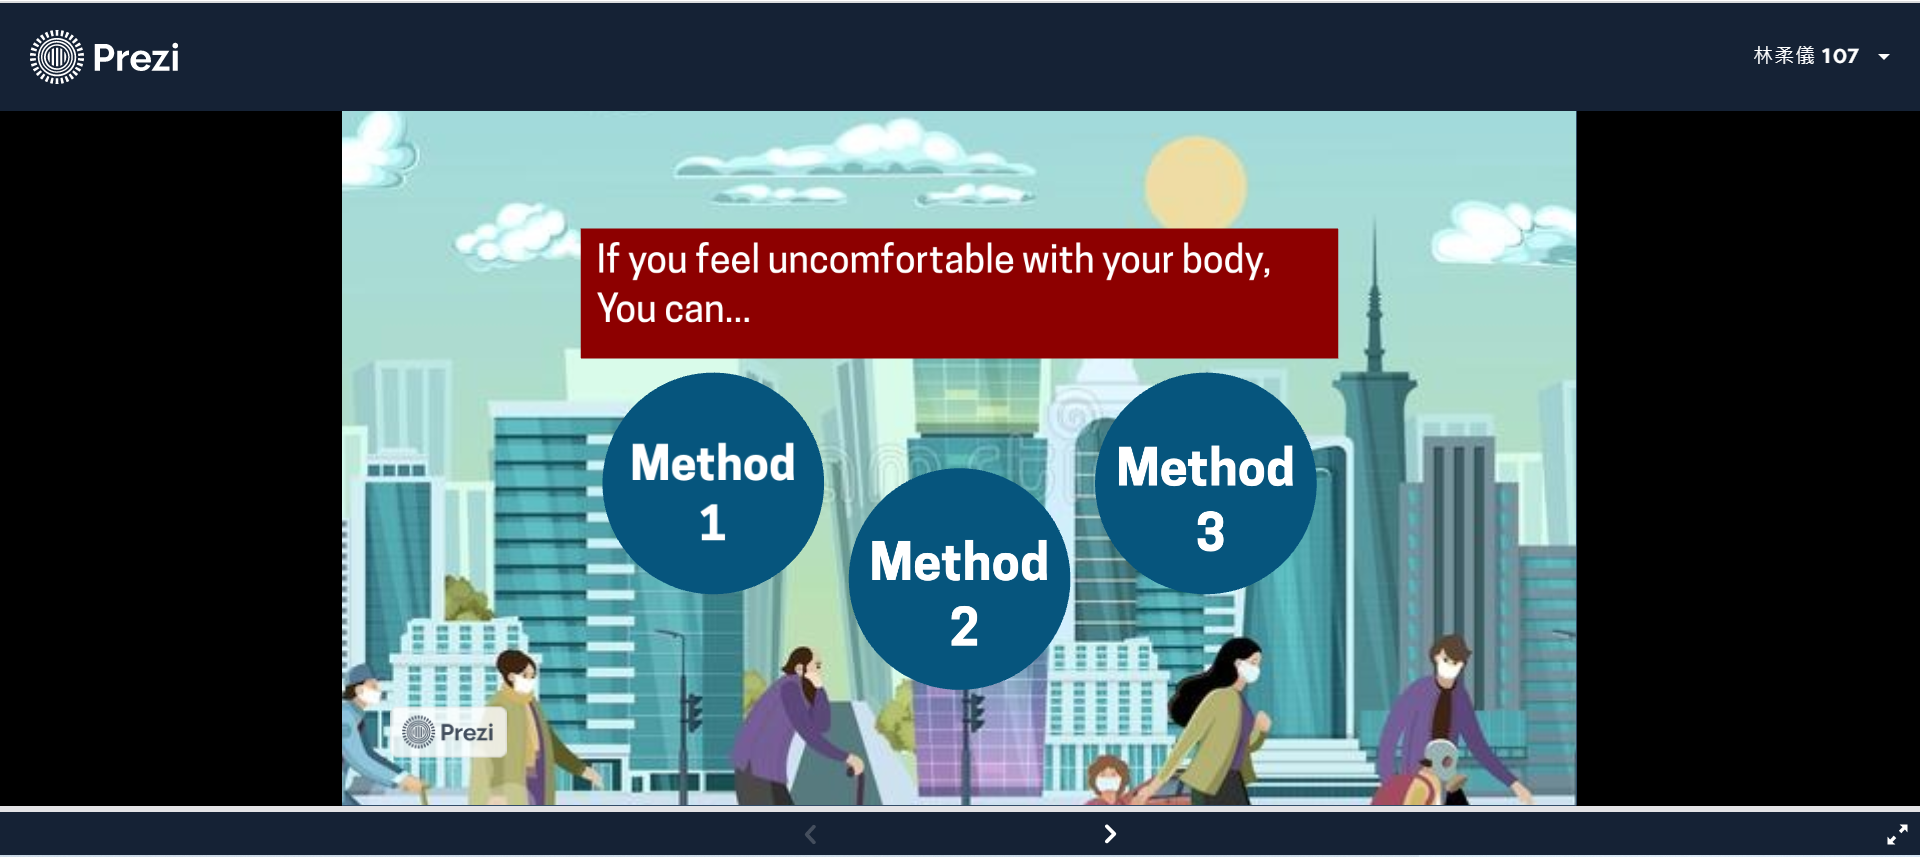 Prezi
林柔儀 107
If you feel uncomfortable with your body,
You can...
Method
1
Method
2
Method
3
Prezi